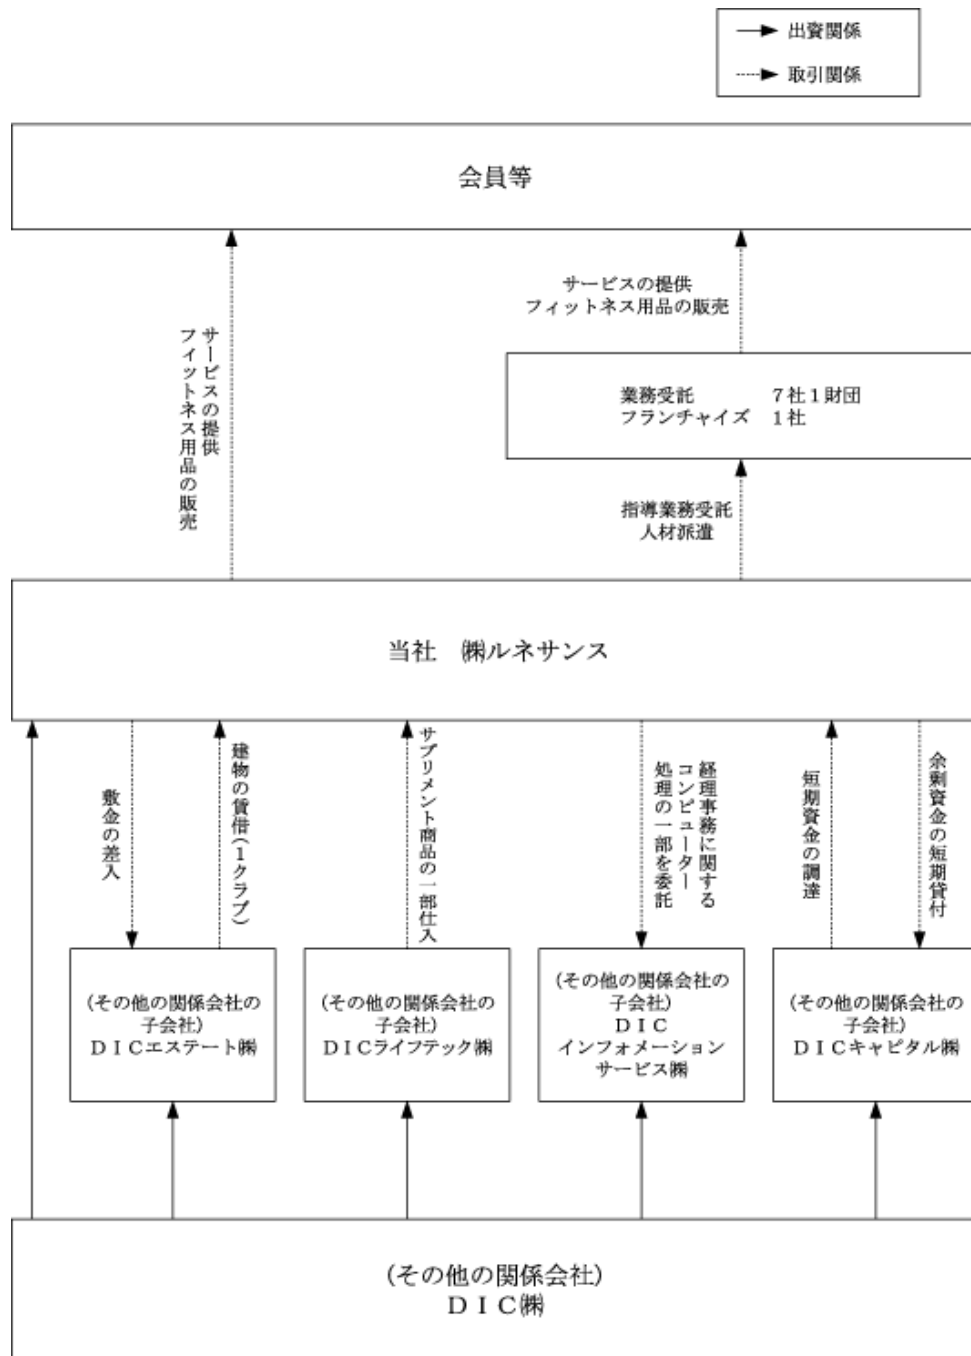 出資関係
取引関係
会員等
サービスの提供
フィットネス用品の販売
サービスの提供
フィットネス用品の販売
業務受託　　　　７社１財団
フランチャイズ　１社
指導業務受託
人材派遣
当社　㈱ルネサンス
敷金の差入
建物の賃借(１クラブ)
サプリメント商品の一部仕入
経理事務に関する
コンピューター
処理の一部を委託
短期資金の調達
余剰資金の短期貸付
(その他の関係会社の
子会社)
ＤＩＣエステート㈱
(その他の関係会社の
子会社)
ＤＩＣライフテック㈱
(その他の関係会社の
子会社)
ＤＩＣ
インフォメーション
サービス㈱
(その他の関係会社の
子会社)
ＤＩＣキャピタル㈱
(その他の関係会社)
ＤＩＣ㈱